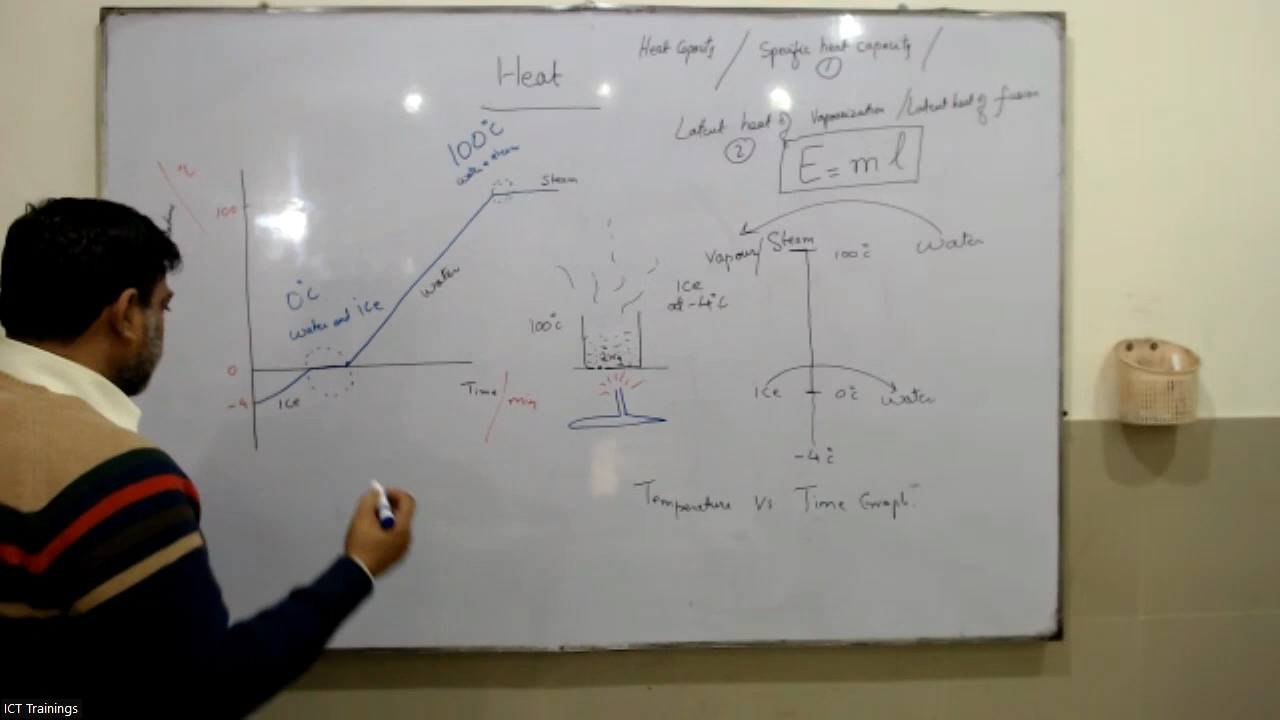 Heat
Heat Capacity / Specific heat capacity /
①
Latent heat of Vapourization / Latent heat of fusion
②
E = m l
100°C
water + steam
Steam
°C
100
0°C
water and ice
water
0
-4
Ice
Time / min
100°C
Ice
at -4°C
2 kg
Vapour / Steam
100°C
water
Ice
0°C
water
-4°C
Temperature Vs Time Graph
ICT Trainings